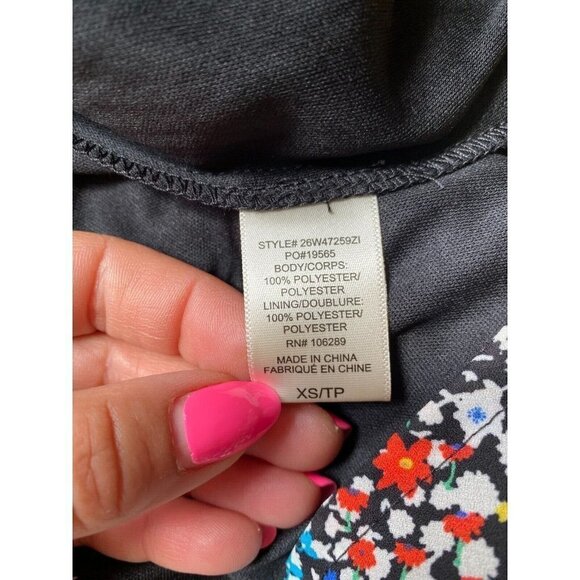 STYLE# 26W47259ZI
PO#19565
BODY/CORPS:
100% POLYESTER/
POLYESTER
LINING/DOUBLURE:
100% POLYESTER/
POLYESTER
RN# 106289
MADE IN CHINA
FABRIQUÉ EN CHINE
XS/TP